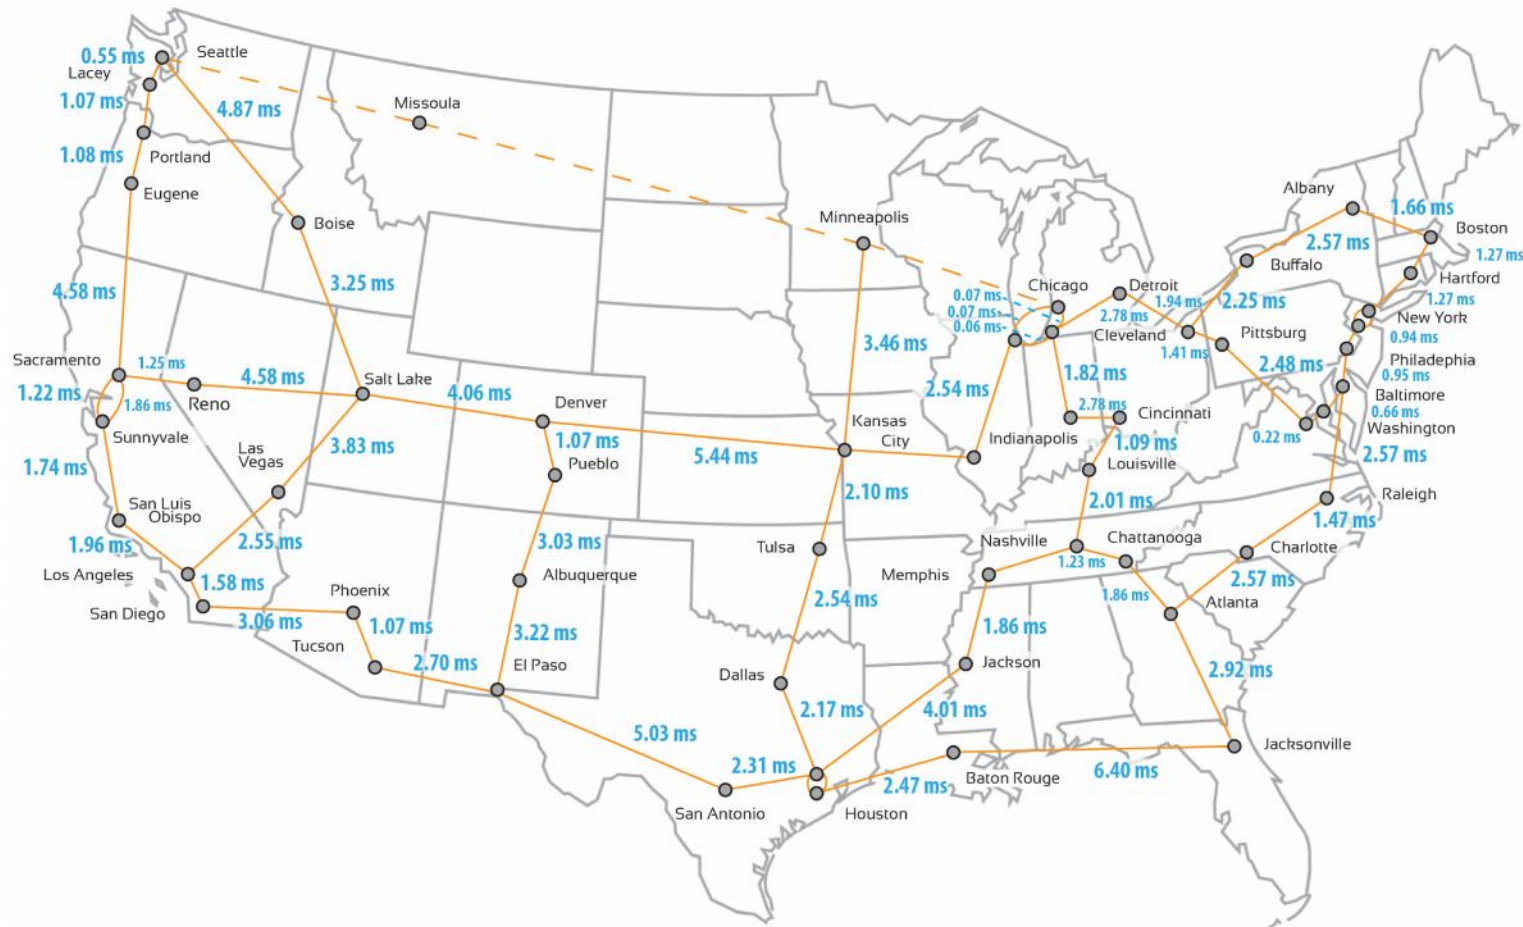 0.55 ms
Seattle
Lacey
1.07 ms
4.87 ms
Missoula
1.08 ms
Portland
Eugene
Boise
Minneapolis
Albany
1.66 ms
Boston
2.57 ms
1.27 ms
Buffalo
Hartford
4.58 ms
3.25 ms
Chicago
Detroit
0.07 ms
0.07 ms
0.06 ms
1.94 ms
2.78 ms
2.25 ms
1.27 ms
New York
Cleveland
Pittsburg
0.94 ms
3.46 ms
1.41 ms
Philadephia
0.95 ms
Sacramento
1.25 ms
4.58 ms
Salt Lake
4.06 ms
1.82 ms
2.48 ms
1.22 ms
1.86 ms
Reno
Denver
2.54 ms
2.78 ms
Baltimore
0.66 ms
Sunnyvale
1.07 ms
Kansas
City
Indianapolis
Cincinnati
1.09 ms
0.22 ms
Washington
2.57 ms
1.74 ms
Las
Vegas
3.83 ms
Pueblo
5.44 ms
Louisville
2.10 ms
2.01 ms
Raleigh
San Luis
Obispo
1.47 ms
1.96 ms
2.55 ms
3.03 ms
Tulsa
Nashville
Chattanooga
Charlotte
Los Angeles
1.58 ms
Albuquerque
Memphis
1.23 ms
2.57 ms
Phoenix
San Diego
3.06 ms
1.07 ms
2.54 ms
1.86 ms
Atlanta
Tucson
3.22 ms
1.86 ms
2.70 ms
El Paso
Dallas
Jackson
2.92 ms
2.17 ms
4.01 ms
5.03 ms
2.31 ms
Jacksonville
2.47 ms
Baton Rouge
6.40 ms
San Antonio
Houston